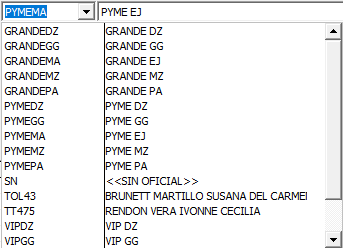 PYMEMA PYME EJ
GRANDEDZ GRANDE DZ
GRANDEGG GRANDE GG
GRANDEMA GRANDE EJ
GRANDEMZ GRANDE MZ
GRANDEPA GRANDE PA
PYMEDZ PYME DZ
PYMEGG PYME GG
PYMEMA PYME EJ
PYMEMZ PYME MZ
PYMEPA PYME PA
SN <<SIN OFICIAL>>
TOL43 BRUNETT MARTILLO SUSANA DEL CARMEI
TT475 RENDON VERA IVONNE CECILIA
VIPDZ VIP DZ
VIPGG VIP GG